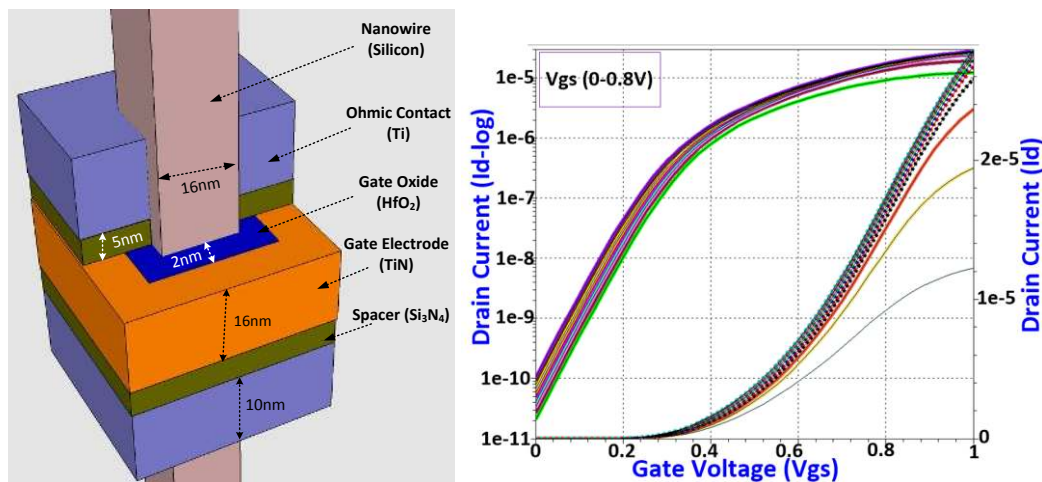 Nanowire
(Silicon)
Ohmic Contact
(Ti)
16nm
Gate Oxide
(HfO₂)
5nm
2nm
Gate Electrode
(TiN)
16nm
Spacer (Si₃N₄)
10nm
Vgs (0-0.8V)
Drain Current (Id-log)
1e-5
1e-6
1e-7
1e-8
1e-9
1e-10
1e-11
0
0.2
0.4
0.6
0.8
1
Gate Voltage (Vgs)
2e-5
1e-5
0
Drain Current (Id)